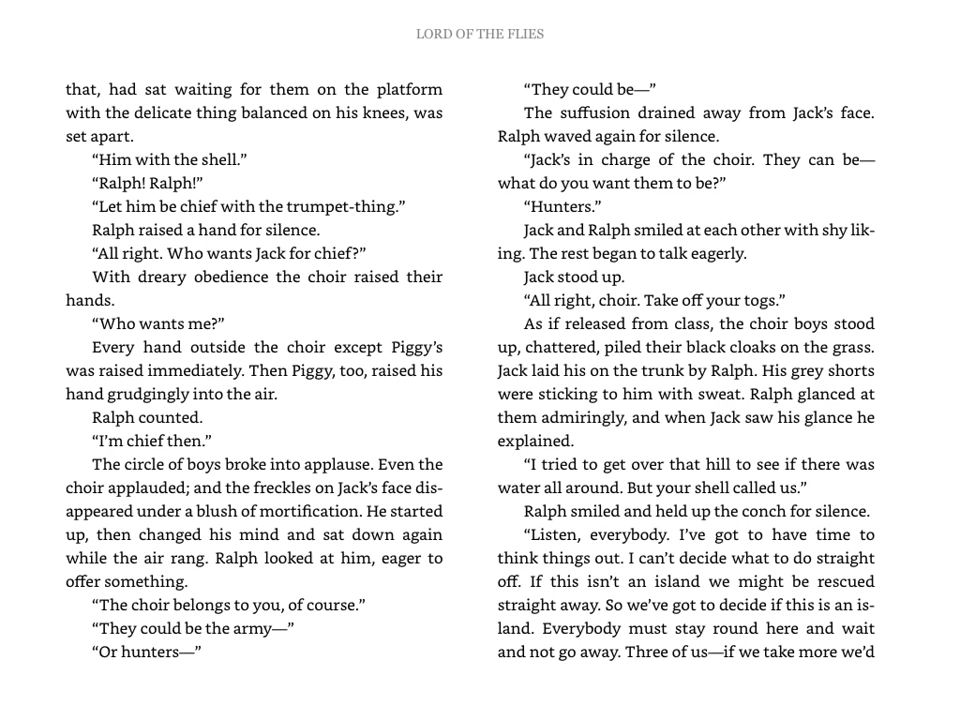 LORD OF THE FLIES
that, had sat waiting for them on the platform
with the delicate thing balanced on his knees, was
set apart.
“Him with the shell.”
“Ralph! Ralph!”
“Let him be chief with the trumpet-thing.”
Ralph raised a hand for silence.
“All right. Who wants Jack for chief?”
With dreary obedience the choir raised their
hands.
“Who wants me?”
Every hand outside the choir except Piggy’s
was raised immediately. Then Piggy, too, raised his
hand grudgingly into the air.
Ralph counted.
“I’m chief then.”
The circle of boys broke into applause. Even the
choir applauded; and the freckles on Jack’s face dis-
appeared under a blush of mortification. He started
up, then changed his mind and sat down again
while the air rang. Ralph looked at him, eager to
offer something.
“The choir belongs to you, of course.”
“They could be the army—”
“Or hunters—”
“They could be—”
The suffusion drained away from Jack’s face.
Ralph waved again for silence.
“Jack’s in charge of the choir. They can be—
what do you want them to be?”
“Hunters.”
Jack and Ralph smiled at each other with shy lik-
ing. The rest began to talk eagerly.
Jack stood up.
“All right, choir. Take off your togs.”
As if released from class, the choir boys stood
up, chattered, piled their black cloaks on the grass.
Jack laid his on the trunk by Ralph. His grey shorts
were sticking to him with sweat. Ralph glanced at
them admiringly, and when Jack saw his glance he
explained.
“I tried to get over that hill to see if there was
water all around. But your shell called us.”
Ralph smiled and held up the conch for silence.
“Listen, everybody. I’ve got to have time to
think things out. I can’t decide what to do straight
off. If this isn’t an island we might be rescued
straight away. So we’ve got to decide if this is an is-
land. Everybody must stay round here and wait
and not go away. Three of us—if we take more we’d